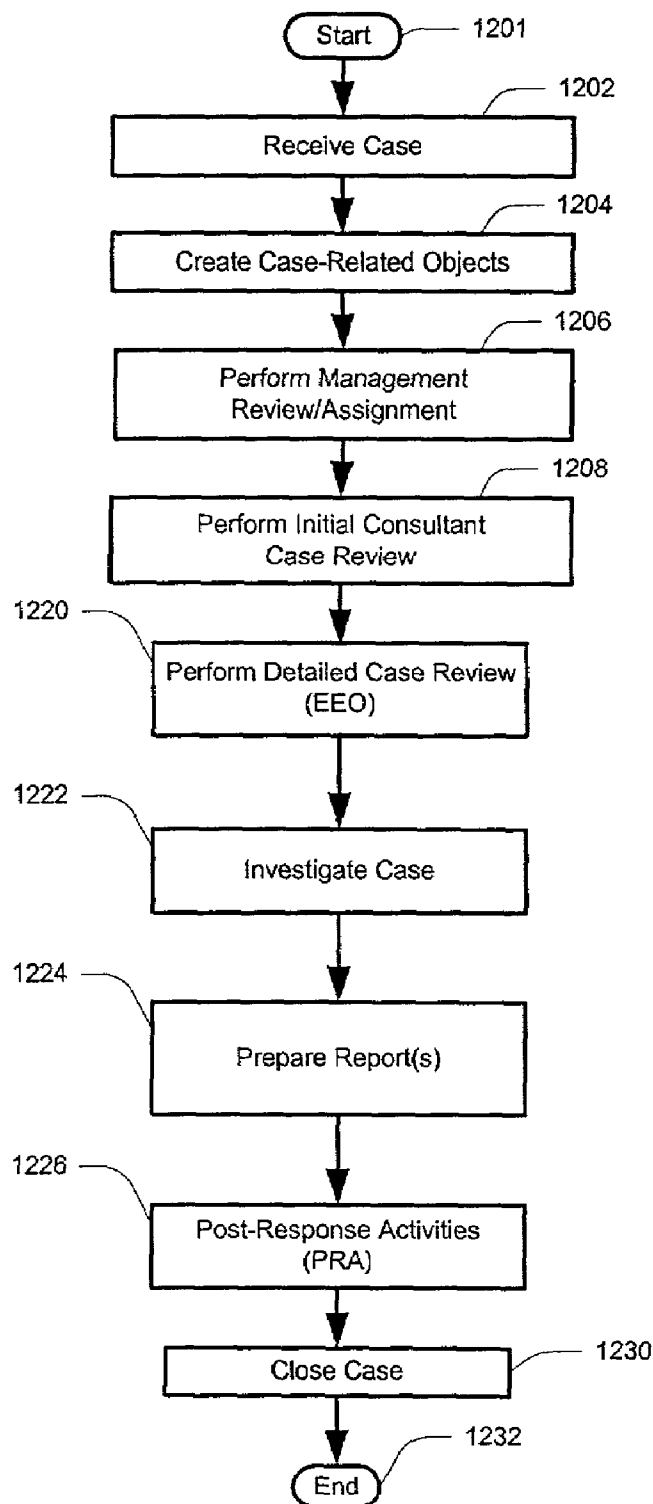 Start
1201
1202
Receive Case
1204
Create Case-Related Objects
1206
Perform Management
Review/Assignment
1208
Perform Initial Consultant
Case Review
1220
Perform Detailed Case Review
(EEO)
1222
Investigate Case
1224
Prepare Report(s)
1226
Post-Response Activities
(PRA)
Close Case
1230
1232
End